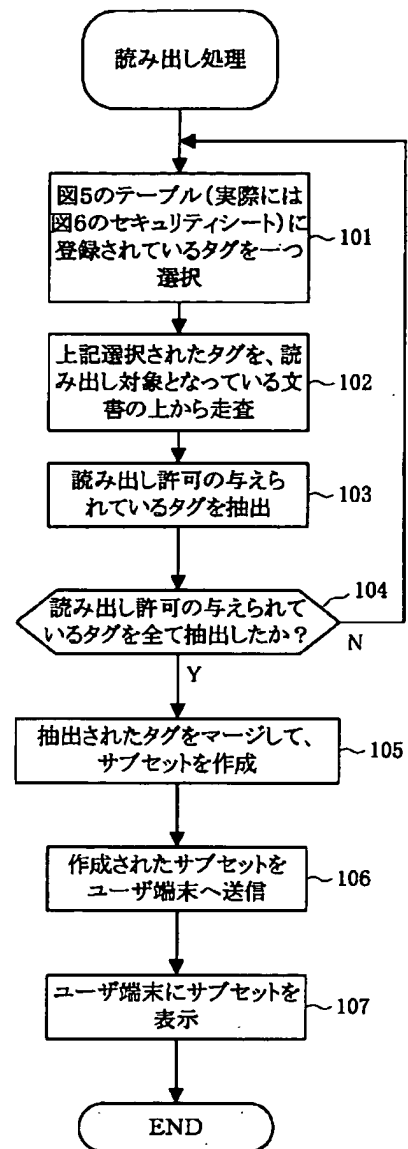 読み出し処理
図5のテーブル(実際には
図6のセキュリティシート)に
登録されているタグを一つ
選択
101
上記選択されたタグを、読
み出し対象となっている文
書の上から走査
102
読み出し許可の与えら
れているタグを抽出
103
読み出し許可の与えられて
いるタグを全て抽出したか?
104
N
Y
抽出されたタグをマージして、
サブセットを作成
105
作成されたサブセットを
ユーザ端末へ送信
106
ユーザ端末にサブセットを
表示
107
END